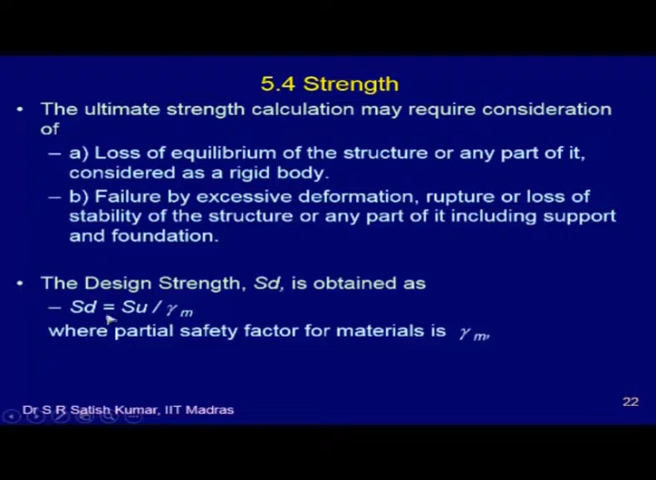 5.4 Strength
• The ultimate strength calculation may require consideration
of
– a) Loss of equilibrium of the structure or any part of it,
considered as a rigid body.
– b) Failure by excessive deformation, rupture or loss of
stability of the structure or any part of it including support
and foundation.
• The Design Strength, Sd, is obtained as
– Sd = Su / γm
where partial safety factor for materials is γm,
Dr S R Satish Kumar, IIT Madras
22